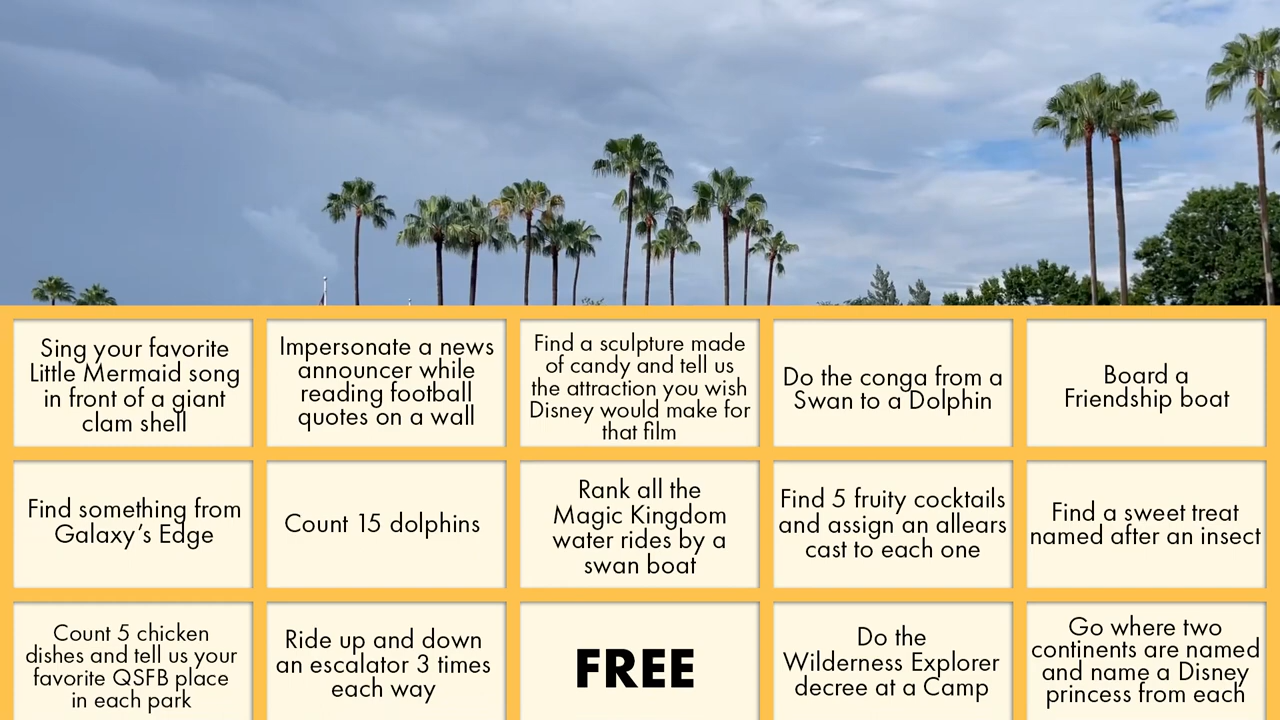 Sing your favorite
Little Mermaid song
in front of a giant
clam shell
Impersonate a news
announcer while
reading football
quotes on a wall
Find a sculpture made
of candy and tell us
the attraction you wish
Disney would make for
that film
Do the conga from a
Swan to a Dolphin
Board a
Friendship boat
Find something from
Galaxy’s Edge
Count 15 dolphins
Rank all the
Magic Kingdom
water rides by a
swan boat
Find 5 fruity cocktails
and assign an allears
cast to each one
Find a sweet treat
named after an insect
Count 5 chicken
dishes and tell us your
favorite QSFB place
in each park
Ride up and down
an escalator 3 times
each way
FREE
Do the
Wilderness Explorer
decree at a Camp
Go where two
continents are named
and name a Disney
princess from each